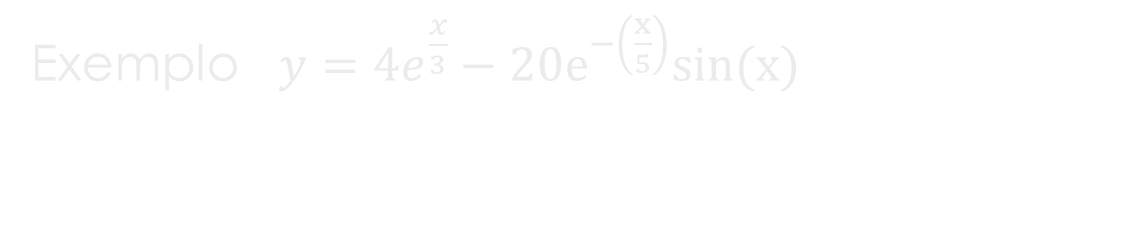 Exemplo y = 4e^{x/3} − 20e^{−(x/5)} sin(x)